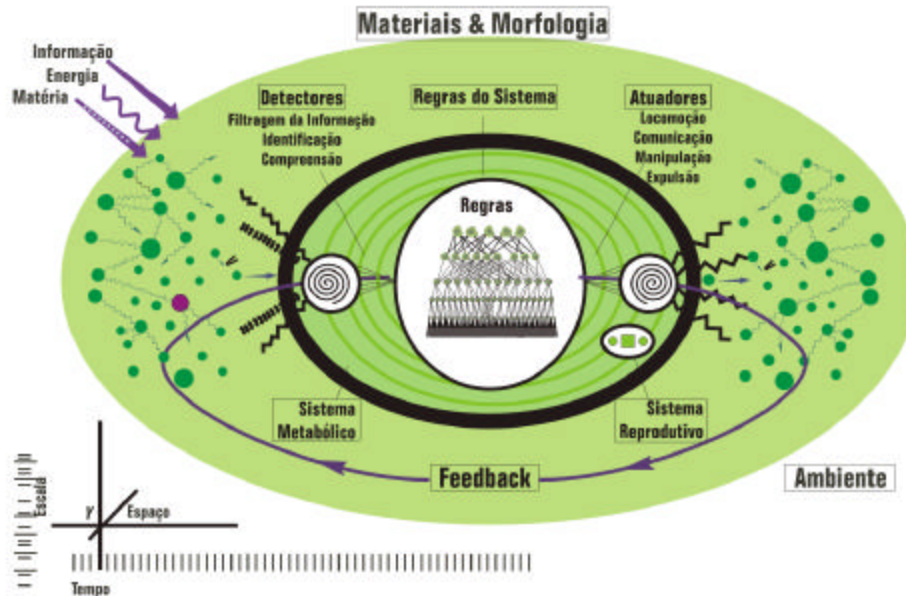 Materiais & Morfologia
Informação
Energia
Matéria
Detectores
Filtragem da Informação
Identificação
Compreensão
Regras do Sistema
Atuadores
Locomoção
Comunicação
Manipulação
Expulsão
Regras
Sistema
Metabólico
Sistema
Reprodutivo
Feedback
Ambiente
Escala
γ
Espaço
Tempo